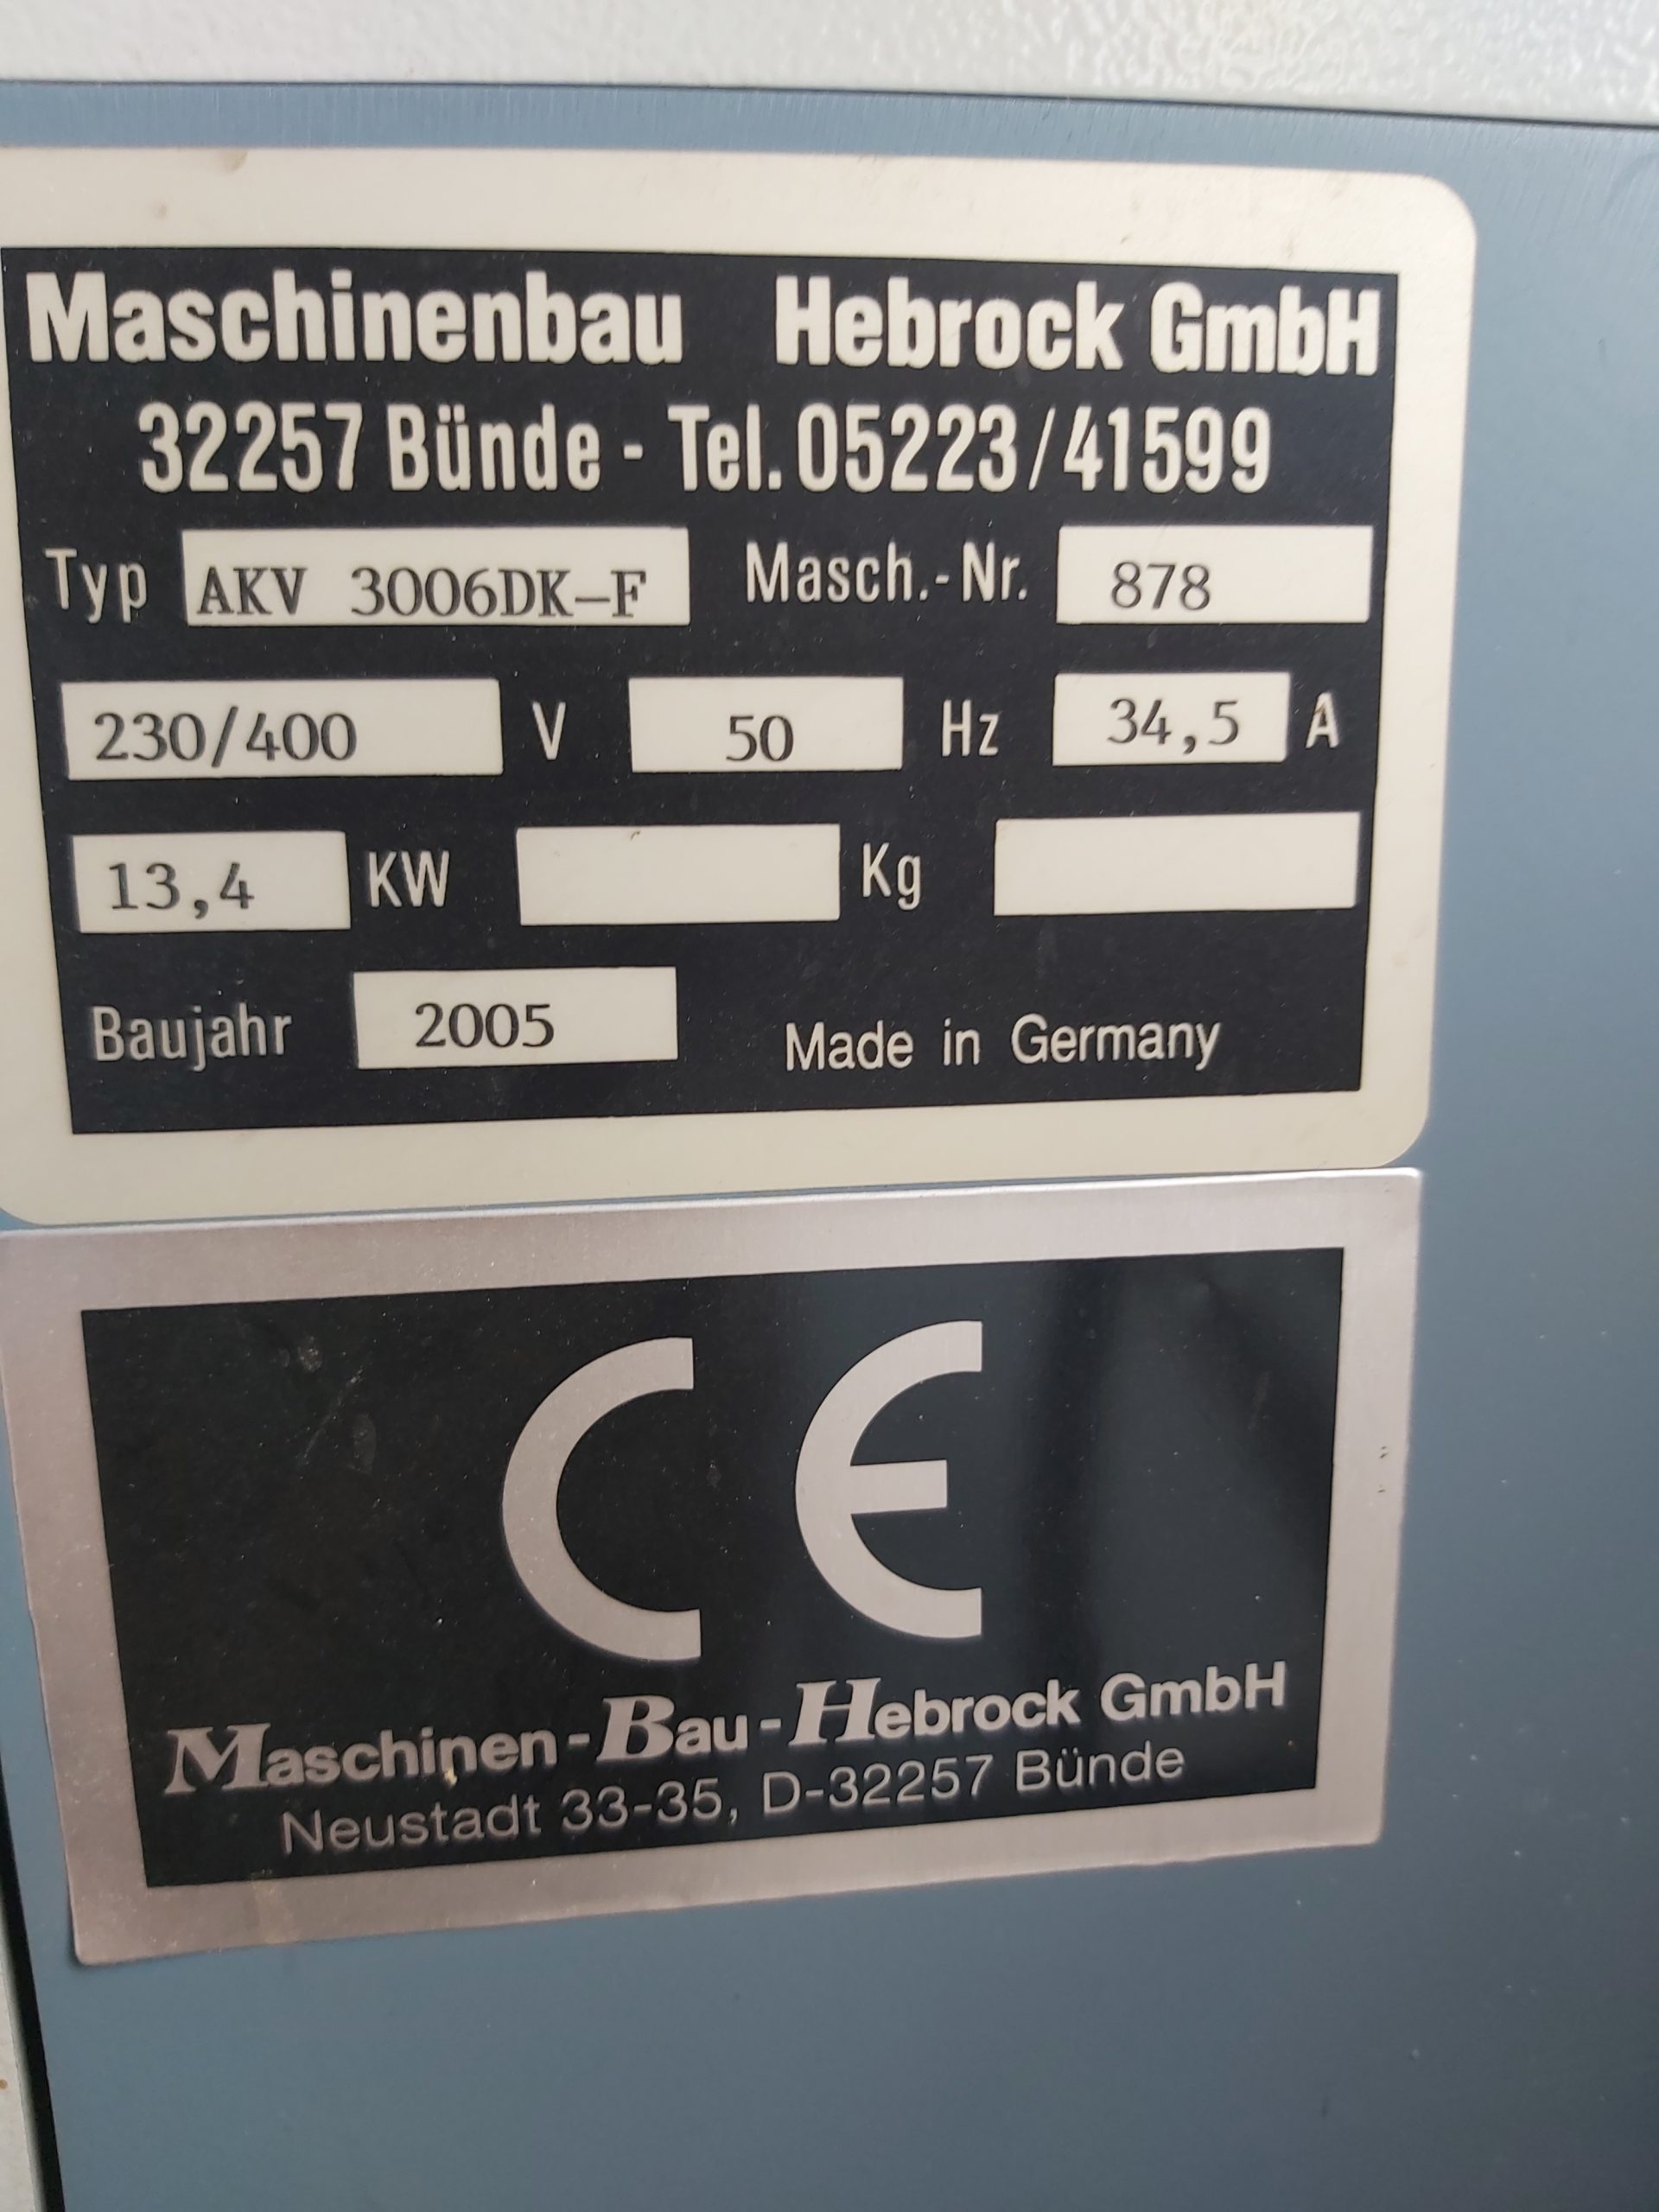 Maschinenbau Hebrock GmbH
32257 Bünde - Tel. 05223/41599
Typ AKV 3006DK-F Masch.-Nr. 878
230/400 V 50 Hz 34,5 A
13,4 KW Kg
Baujahr 2005 Made in Germany
CE
Maschinen-Bau-Hebrock GmbH
Neustadt 33-35, D-32257 Bünde